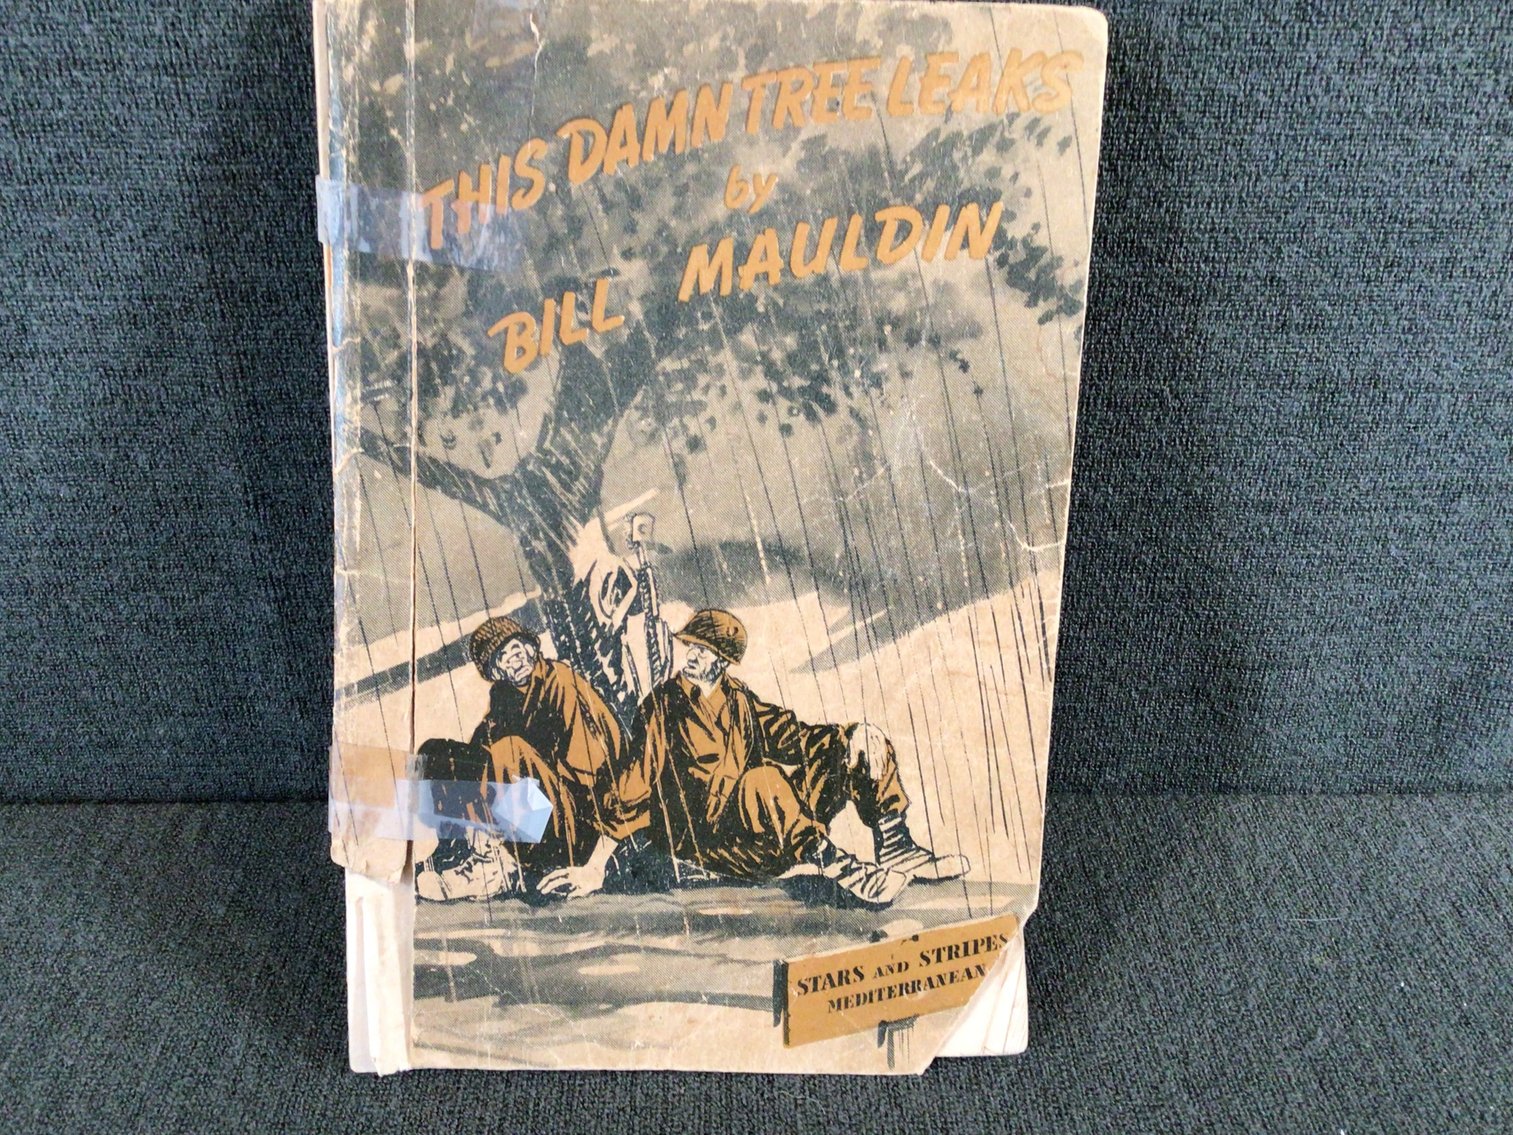 THIS DAMN TREE LEAKS
by
BILL MAULDIN
STARS AND STRIPES
MEDITERRANEAN